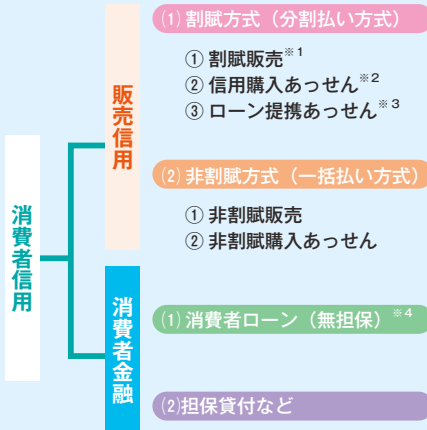 消費者信用
販売信用
(1) 割賦方式（分割払い方式）
① 割賦販売※1
② 信用購入あっせん※2
③ ローン提携あっせん※3
(2) 非割賦方式（一括払い方式）
① 非割賦販売
② 非割賦購入あっせん
消費者金融
(1) 消費者ローン（無担保）※4
(2)担保貸付など